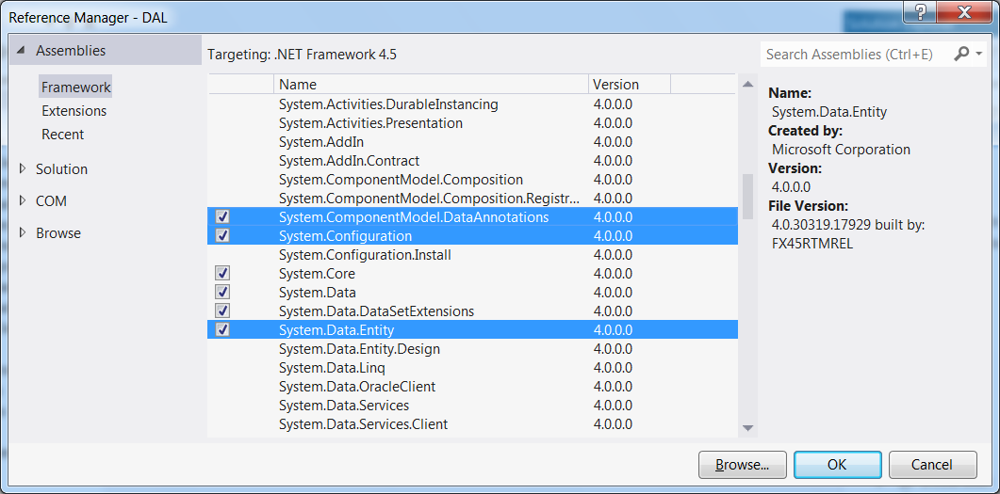 Reference Manager - DAL
Assemblies
Framework
Extensions
Recent
Solution
COM
Browse
Targeting: .NET Framework 4.5
Name Version
System.Activities.DurableInstancing 4.0.0.0
System.Activities.Presentation 4.0.0.0
System.AddIn 4.0.0.0
System.AddIn.Contract 4.0.0.0
System.ComponentModel.Composition 4.0.0.0
System.ComponentModel.Composition.Registr... 4.0.0.0
System.ComponentModel.DataAnnotations 4.0.0.0
System.Configuration 4.0.0.0
System.Configuration.Install 4.0.0.0
System.Core 4.0.0.0
System.Data 4.0.0.0
System.Data.DataSetExtensions 4.0.0.0
System.Data.Entity 4.0.0.0
System.Data.Entity.Design 4.0.0.0
System.Data.Linq 4.0.0.0
System.Data.OracleClient 4.0.0.0
System.Data.Services 4.0.0.0
System.Data.Services.Client 4.0.0.0
Search Assemblies (Ctrl+E)
Name:
System.Data.Entity
Created by:
Microsoft Corporation
Version:
4.0.0.0
File Version:
4.0.30319.17929 built by:
FX45RTMREL
Browse... OK Cancel